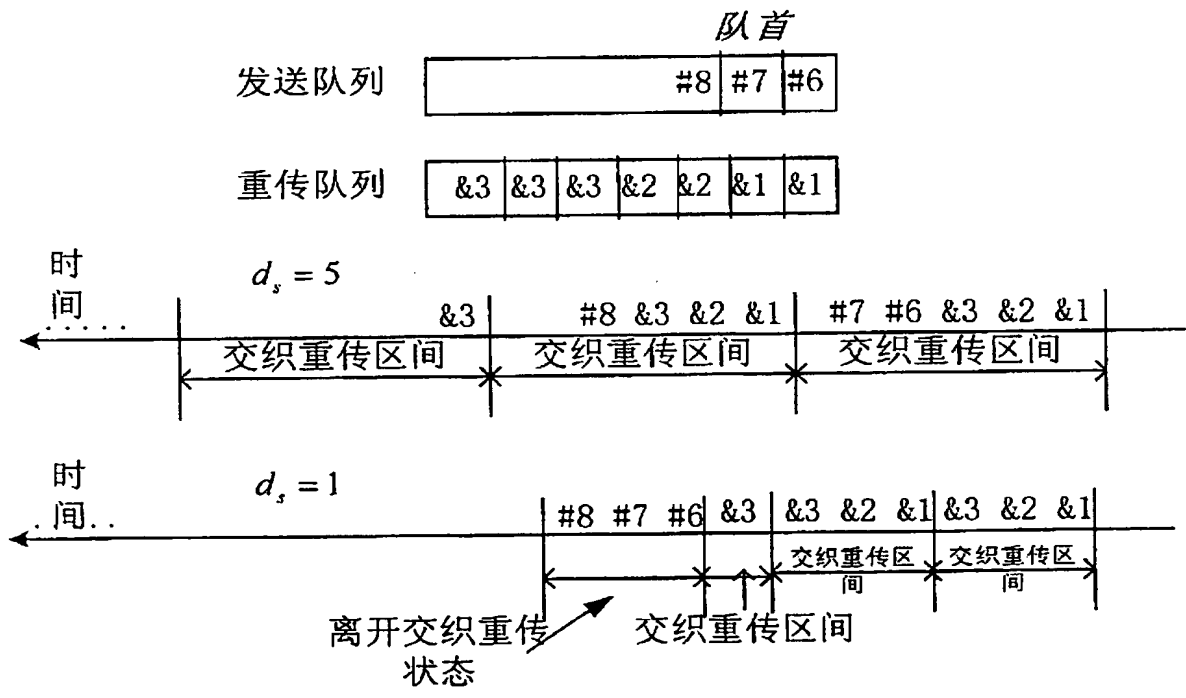 队首
发送队列 #8 #7 #6
重传队列 &3 &3 &3 &2 &2 &1 &1
时
间
.....
d_s = 5
&3 #8 &3 &2 &1 #7 #6 &3 &2 &1
交织重传区间 交织重传区间 交织重传区间
时
间
d_s = 1
#8 #7 #6 &3 &3 &2 &1 &3 &2 &1
交织重传区 交织重传区
间 间
离开交织重传 交织重传区间
状态